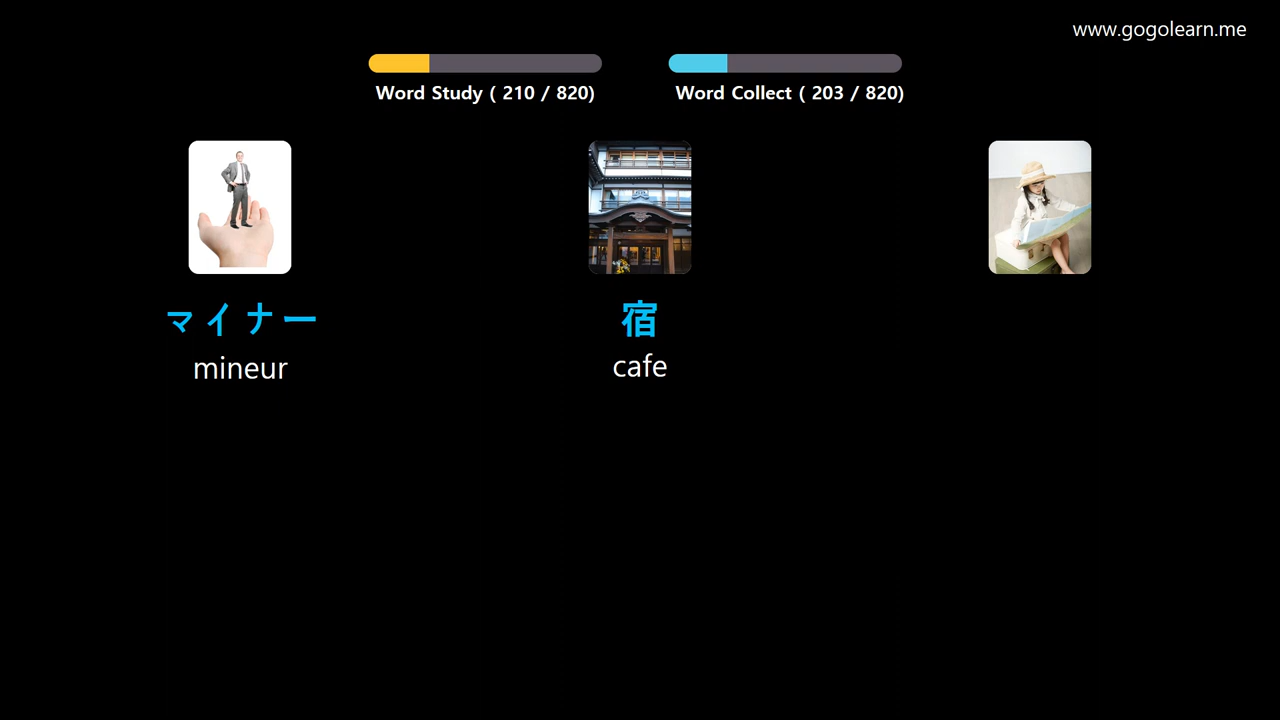 www.gogolearn.me
Word Study ( 210 / 820)
Word Collect ( 203 / 820)
マイナー
mineur
宿
cafe